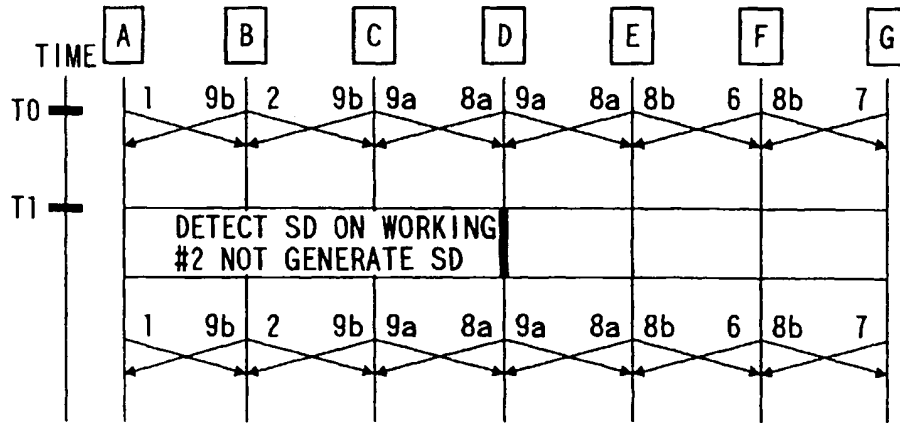 A B C D E F G
TIME
T0 1 9b 2 9b 9a 8a 9a 8a 8b 6 8b 7
T1
DETECT SD ON WORKING
#2 NOT GENERATE SD
1 9b 2 9b 9a 8a 9a 8a 8b 6 8b 7